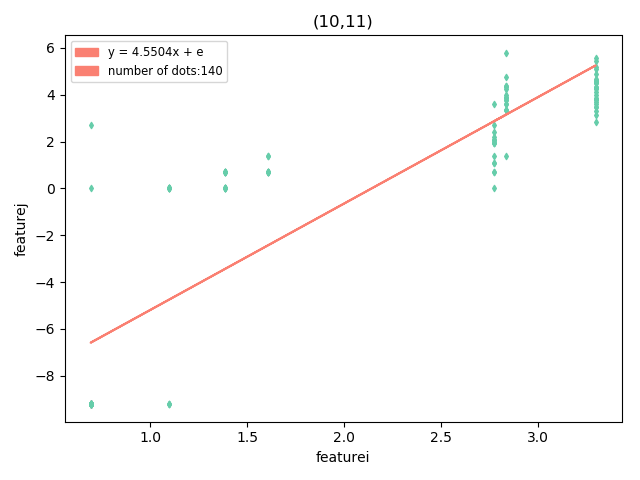 (10,11)
y = 4.5504x + e
number of dots:140
6
4
2
0
−2
−4
−6
−8
featurej
1.0 1.5 2.0 2.5 3.0
featurei